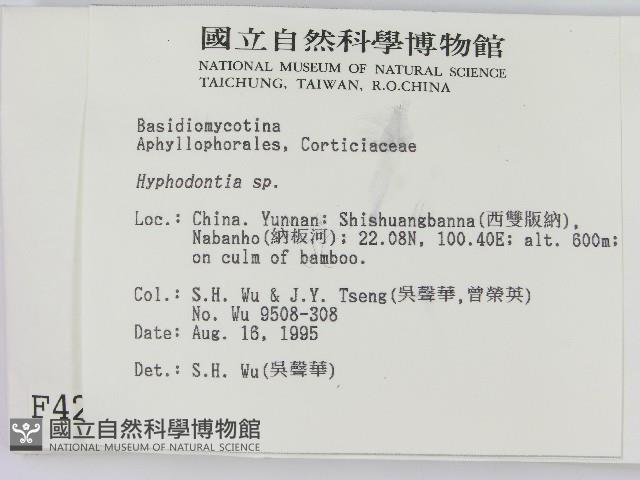 國立自然科學博物館
NATIONAL MUSEUM OF NATURAL SCIENCE
TAICHUNG, TAIWAN, R.O.CHINA
Basidiomycotina
Aphyllophorales, Corticiaceae
Hyphodontia sp.
Loc.: China. Yunnan: Shishuangbanna(西雙版納),
Nabanho(納板河); 22.08N, 100.40E; alt. 600m;
on culm of bamboo.
Col.: S.H. Wu & J.Y. Tseng(吳聲華,曾榮英)
No. Wu 9508-308
Date: Aug. 16, 1995
Det.: S.H. Wu(吳聲華)
F42
國立自然科學博物館
NATIONAL MUSEUM OF NATURAL SCIENCE